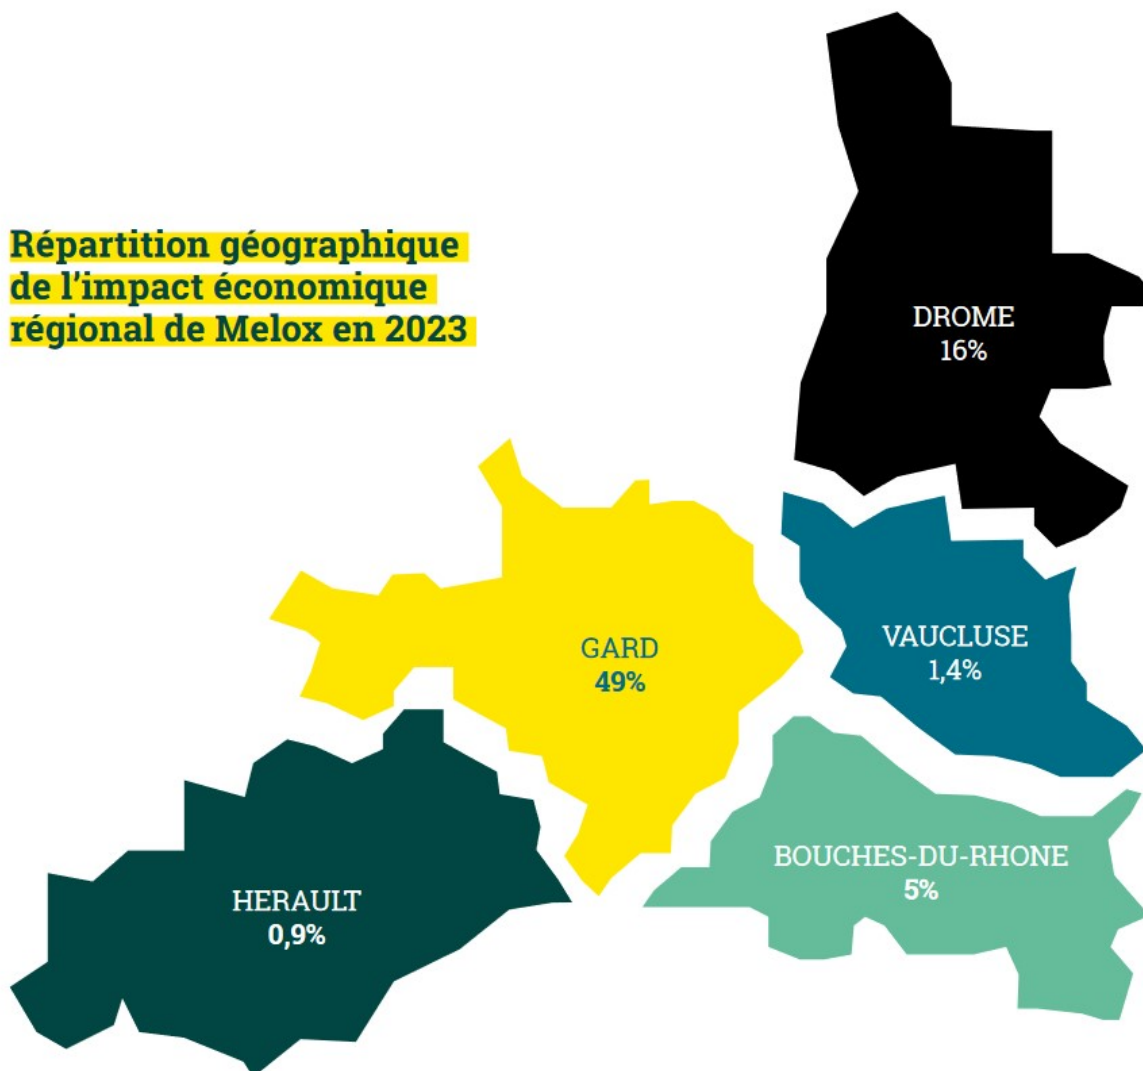 Répartition géographique
de l'impact économique
régional de Melox en 2023
DROME
16%
GARD
49%
VAUCLUSE
1,4%
BOUCHES-DU-RHONE
5%
HERAULT
0,9%